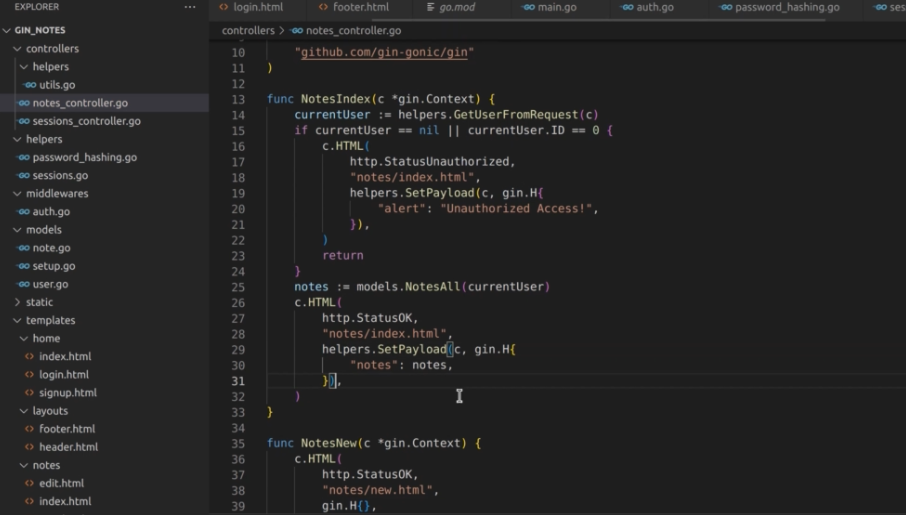 EXPLORER
GIN_NOTES
controllers
helpers
utils.go
notes_controller.go
sessions_controller.go
helpers
password_hashing.go
sessions.go
middlewares
auth.go
models
note.go
setup.go
user.go
static
templates
home
index.html
login.html
signup.html
layouts
footer.html
header.html
notes
edit.html
index.html
login.html footer.html go.mod main.go auth.go password_hashing.go
controllers > notes_controller.go
10 "github.com/gin-gonic/gin"
11 )
12
13 func NotesIndex(c *gin.Context) {
14 currentUser := helpers.GetUserFromRequest(c)
15 if currentUser == nil || currentUser.ID == 0 {
16 c.HTML(
17 http.StatusUnauthorized,
18 "notes/index.html",
19 helpers.SetPayload(c, gin.H{
20 "alert": "Unauthorized Access!",
21 }),
22 )
23 return
24 }
25 notes := models.NotesAll(currentUser)
26 c.HTML(
27 http.StatusOK,
28 "notes/index.html",
29 helpers.SetPayload(c, gin.H{
30 "notes": notes,
31 }),
32 )
33 }
34
35 func NotesNew(c *gin.Context) {
36 c.HTML(
37 http.StatusOK,
38 "notes/new.html",
39 gin.H{},